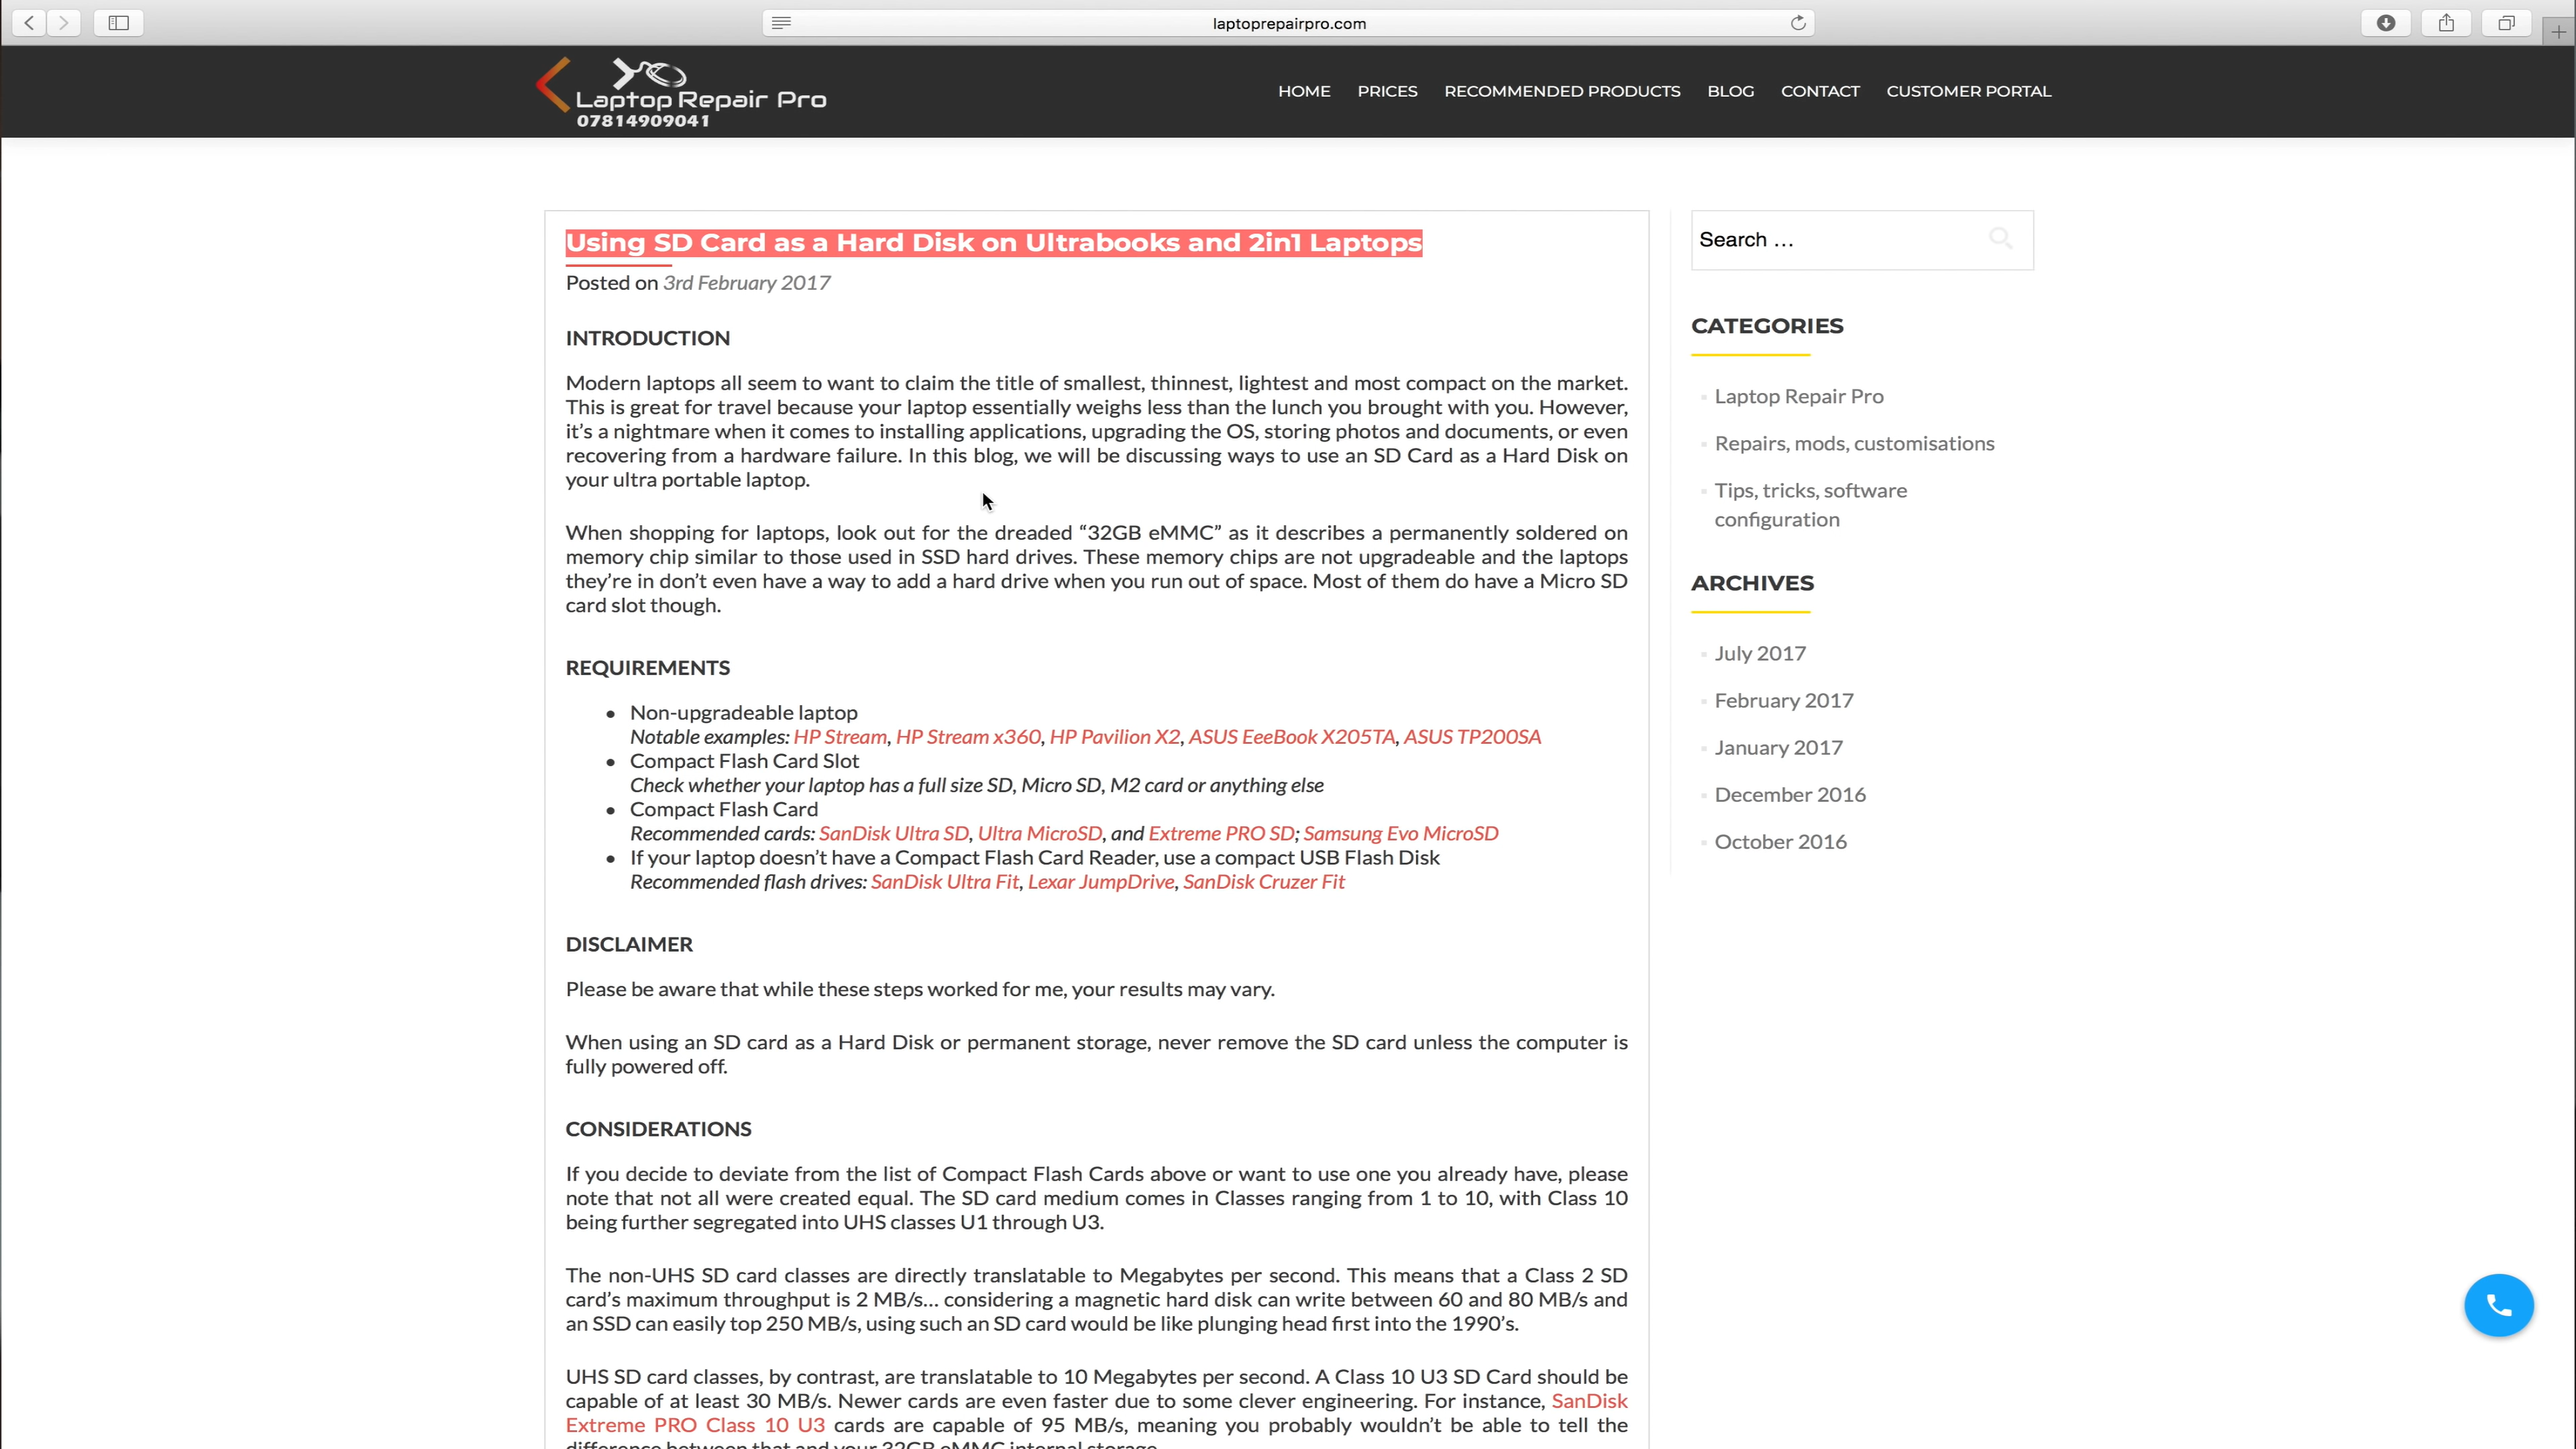 laptoprepairpro.com
Laptop Repair Pro
07814909041
HOME PRICES RECOMMENDED PRODUCTS BLOG CONTACT CUSTOMER PORTAL
Using SD Card as a Hard Disk on Ultrabooks and 2in1 Laptops
Posted on 3rd February 2017
INTRODUCTION
Modern laptops all seem to want to claim the title of smallest, thinnest, lightest and most compact on the market.
This is great for travel because your laptop essentially weighs less than the lunch you brought with you. However,
it's a nightmare when it comes to installing applications, upgrading the OS, storing photos and documents, or even
recovering from a hardware failure. In this blog, we will be discussing ways to use an SD Card as a Hard Disk on
your ultra portable laptop.
When shopping for laptops, look out for the dreaded “32GB eMMC” as it describes a permanently soldered on
memory chip similar to those used in SSD hard drives. These memory chips are not upgradeable and the laptops
they're in don't even have a way to add a hard drive when you run out of space. Most of them do have a Micro SD
card slot though.
REQUIREMENTS
• Non-upgradeable laptop
Notable examples: HP Stream, HP Stream x360, HP Pavilion X2, ASUS EeeBook X205TA, ASUS TP200SA
• Compact Flash Card Slot
Check whether your laptop has a full size SD, Micro SD, M2 card or anything else
• Compact Flash Card
Recommended cards: SanDisk Ultra SD, Ultra MicroSD, and Extreme PRO SD; Samsung Evo MicroSD
• If your laptop doesn't have a Compact Flash Card Reader, use a compact USB Flash Disk
Recommended flash drives: SanDisk Ultra Fit, Lexar JumpDrive, SanDisk Cruzer Fit
DISCLAIMER
Please be aware that while these steps worked for me, your results may vary.
When using an SD card as a Hard Disk or permanent storage, never remove the SD card unless the computer is
fully powered off.
CONSIDERATIONS
If you decide to deviate from the list of Compact Flash Cards above or want to use one you already have, please
note that not all were created equal. The SD card medium comes in Classes ranging from 1 to 10, with Class 10
being further segregated into UHS classes U1 through U3.
The non-UHS SD card classes are directly translatable to Megabytes per second. This means that a Class 2 SD
card's maximum throughput is 2 MB/s... considering a magnetic hard disk can write between 60 and 80 MB/s and
an SSD can easily top 250 MB/s, using such an SD card would be like plunging head first into the 1990's.
UHS SD card classes, by contrast, are translatable to 10 Megabytes per second. A Class 10 U3 SD Card should be
capable of at least 30 MB/s. Newer cards are even faster due to some clever engineering. For instance, SanDisk
Extreme PRO Class 10 U3 cards are capable of 95 MB/s, meaning you probably wouldn't be able to tell the
difference between that and your 32GB eMMC internal storage.
Search ...
CATEGORIES
Laptop Repair Pro
Repairs, mods, customisations
Tips, tricks, software
configuration
ARCHIVES
July 2017
February 2017
January 2017
December 2016
October 2016